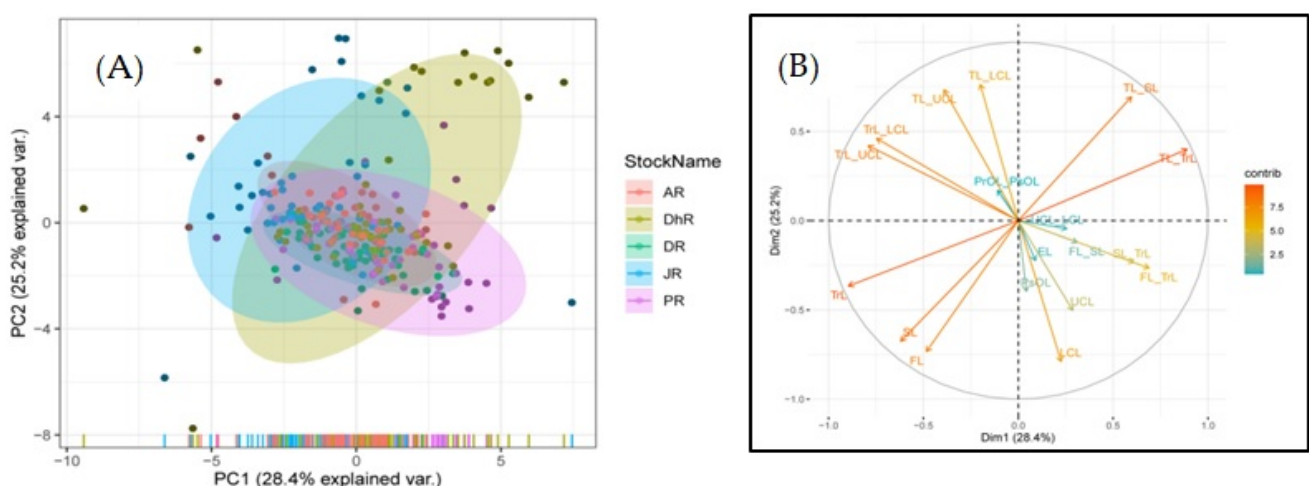 (A)
PC2 (25.2% explained var.)
4
0
−4
−8
−10
−5
0
5
PC1 (28.4% explained var.)
StockName
AR
DhR
DR
JR
PR
(B)
Dim2 (25.2%)
0.5
0.0
−0.5
−1.0
−1.0
−0.5
0.0
0.5
1.0
Dim1 (28.4%)
TL_LCL
TL_UCL
TL_SL
TrL_LCL
TrL_UCL
TL_TrL
PrOL_PsOL
UCL_LCL
EL
FL_SL
SL_TrL
FL_TrL
PsOL
UCL
TrL
SL
FL
LCL
contrib
7.5
5.0
2.5